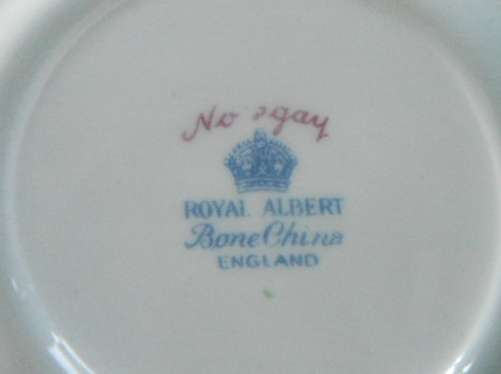 Nosegay
ROYAL ALBERT
Bone China
ENGLAND